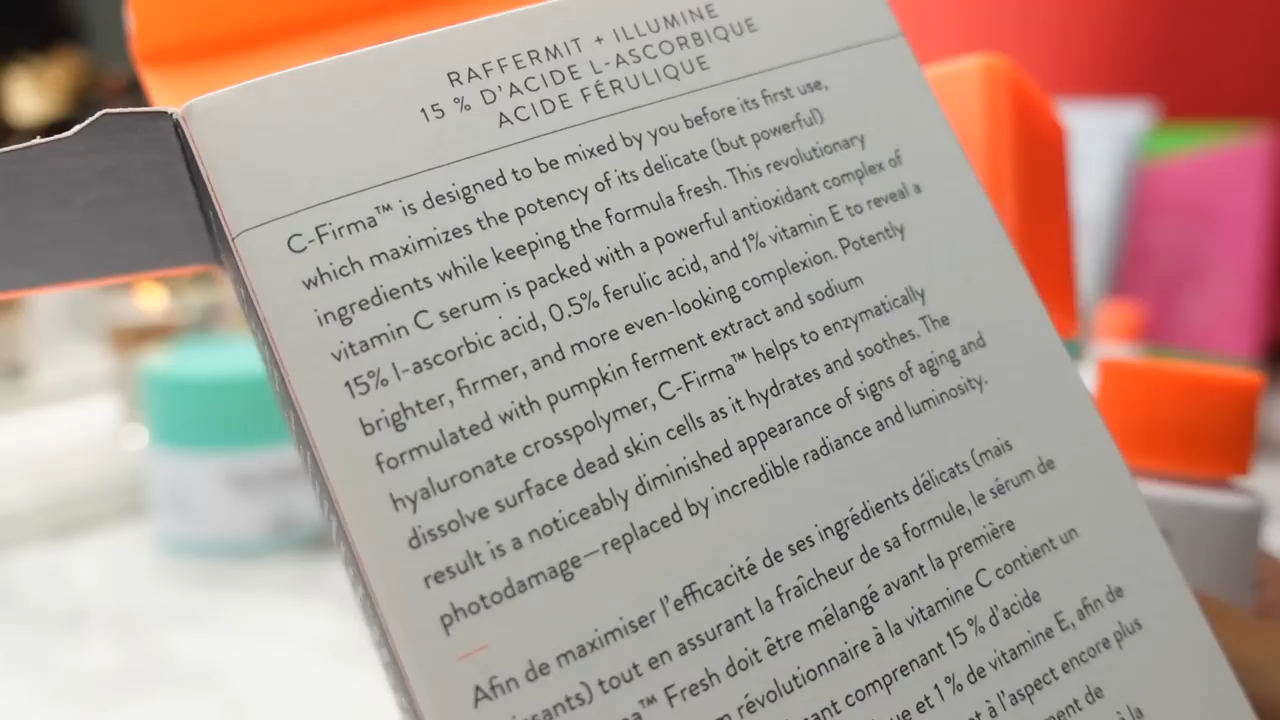 RAFFERMIT + ILLUMINE
15 % D'ACIDE L-ASCORBIQUE
ACIDE FÉRULIQUE
C-Firma™ is designed to be mixed by you before its first use,
which maximizes the potency of its delicate (but powerful)
ingredients while keeping the formula fresh. This revolutionary
vitamin C serum is packed with a powerful antioxidant complex of
15% l-ascorbic acid, 0.5% ferulic acid, and 1% vitamin E to reveal a
brighter, firmer, and more even-looking complexion. Potently
formulated with pumpkin ferment extract and sodium
hyaluronate crosspolymer, C-Firma™ helps to enzymatically
dissolve surface dead skin cells as it hydrates and soothes. The
result is a noticeably diminished appearance of signs of aging and
photodamage—replaced by incredible radiance and luminosity.
Afin de maximiser l'efficacité de ses ingrédients délicats (mais
tout en assurant la fraîcheur de sa formule, le sérum de
™ Fresh doit être mélangé avant la première
révolutionnaire à la vitamine C contient un
comprenant 15 % d'acide
et 1 % de vitamine E, afin de
à l'aspect encore plus
de
à la